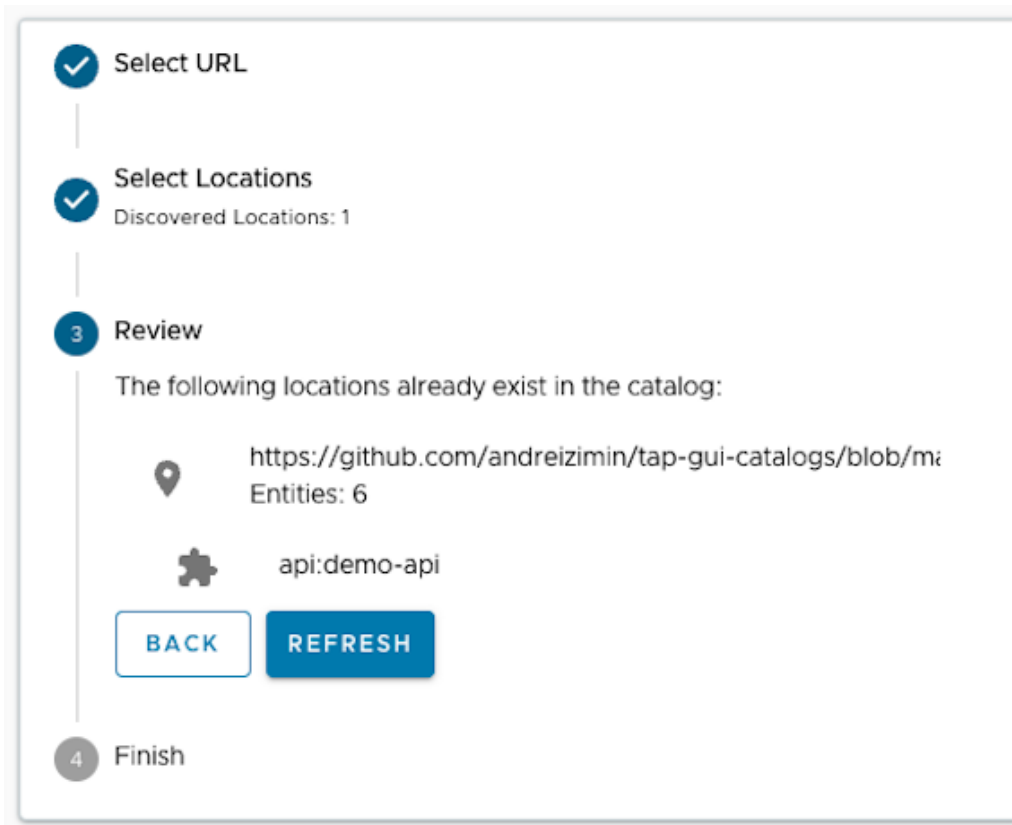 Select URL
Select Locations
Discovered Locations: 1
3 Review
The following locations already exist in the catalog:
https://github.com/andreizimin/tap-gui-catalogs/blob/ma
Entities: 6
api:demo-api
BACK REFRESH
4 Finish